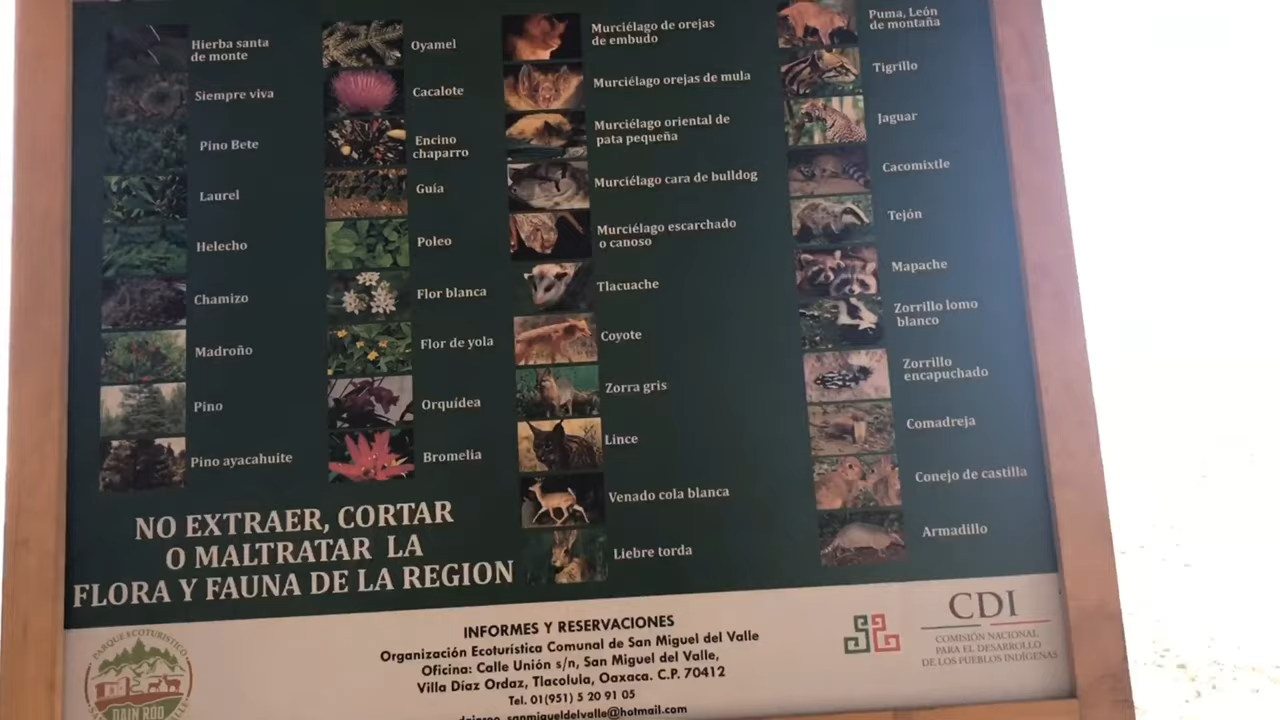 Hierba santa
de monte
Siempre viva
Pino Bete
Laurel
Helecho
Chamizo
Madroño
Pino
Pino ayacahuite
Oyamel
Cacalote
Encino
chaparro
Guía
Poleo
Flor blanca
Flor de yola
Orquídea
Bromelia
Murciélago de orejas
de embudo
Murciélago orejas de mula
Murciélago oriental de
pata pequeña
Murciélago cara de bulldog
Murciélago escarchado
o canoso
Tlacuache
Coyote
Zorra gris
Lince
Venado cola blanca
Liebre torda
Puma, León
de montaña
Tigrillo
Jaguar
Cacomixtle
Tejón
Mapache
Zorrillo lomo
blanco
Zorrillo
encapuchado
Comadreja
Conejo de castilla
Armadillo
NO EXTRAER, CORTAR
O MALTRATAR LA
FLORA Y FAUNA DE LA REGION
PARQUE ECOTURISTICO
INFORMES Y RESERVACIONES
Organización Ecoturística Comunal de San Miguel del Valle
Oficina: Calle Unión s/n, San Miguel del Valle,
Villa Díaz Ordaz, Tlacolula, Oaxaca. C.P. 70412
Tel. 01(951) 5 20 91 05
sanmigueldelvalle@hotmail.com
CDI
COMISIÓN NACIONAL
PARA EL DESARROLLO
DE LOS PUEBLOS INDÍGENAS